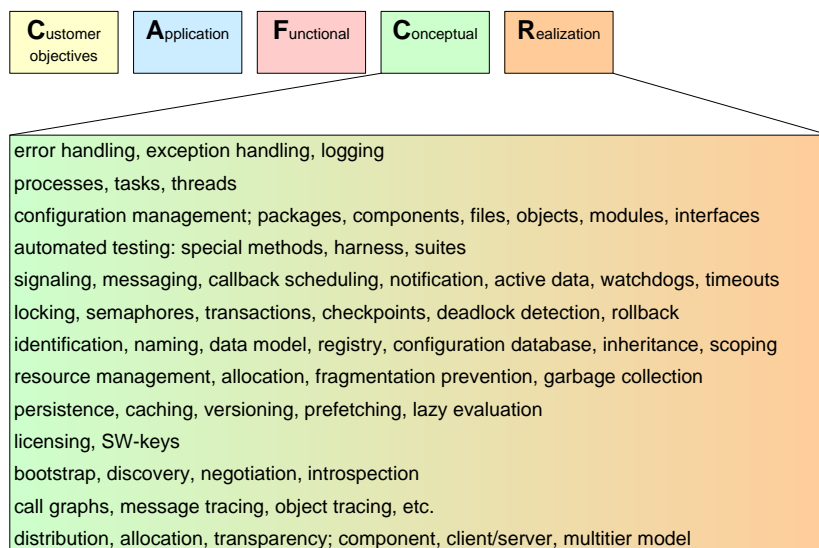 Customer
objectives
Application
Functional
Conceptual
Realization
error handling, exception handling, logging
processes, tasks, threads
configuration management; packages, components, files, objects, modules, interfaces
automated testing: special methods, harness, suites
signaling, messaging, callback scheduling, notification, active data, watchdogs, timeouts
locking, semaphores, transactions, checkpoints, deadlock detection, rollback
identification, naming, data model, registry, configuration database, inheritance, scoping
resource management, allocation, fragmentation prevention, garbage collection
persistence, caching, versioning, prefetching, lazy evaluation
licensing, SW-keys
bootstrap, discovery, negotiation, introspection
call graphs, message tracing, object tracing, etc.
distribution, allocation, transparency; component, client/server, multitier model